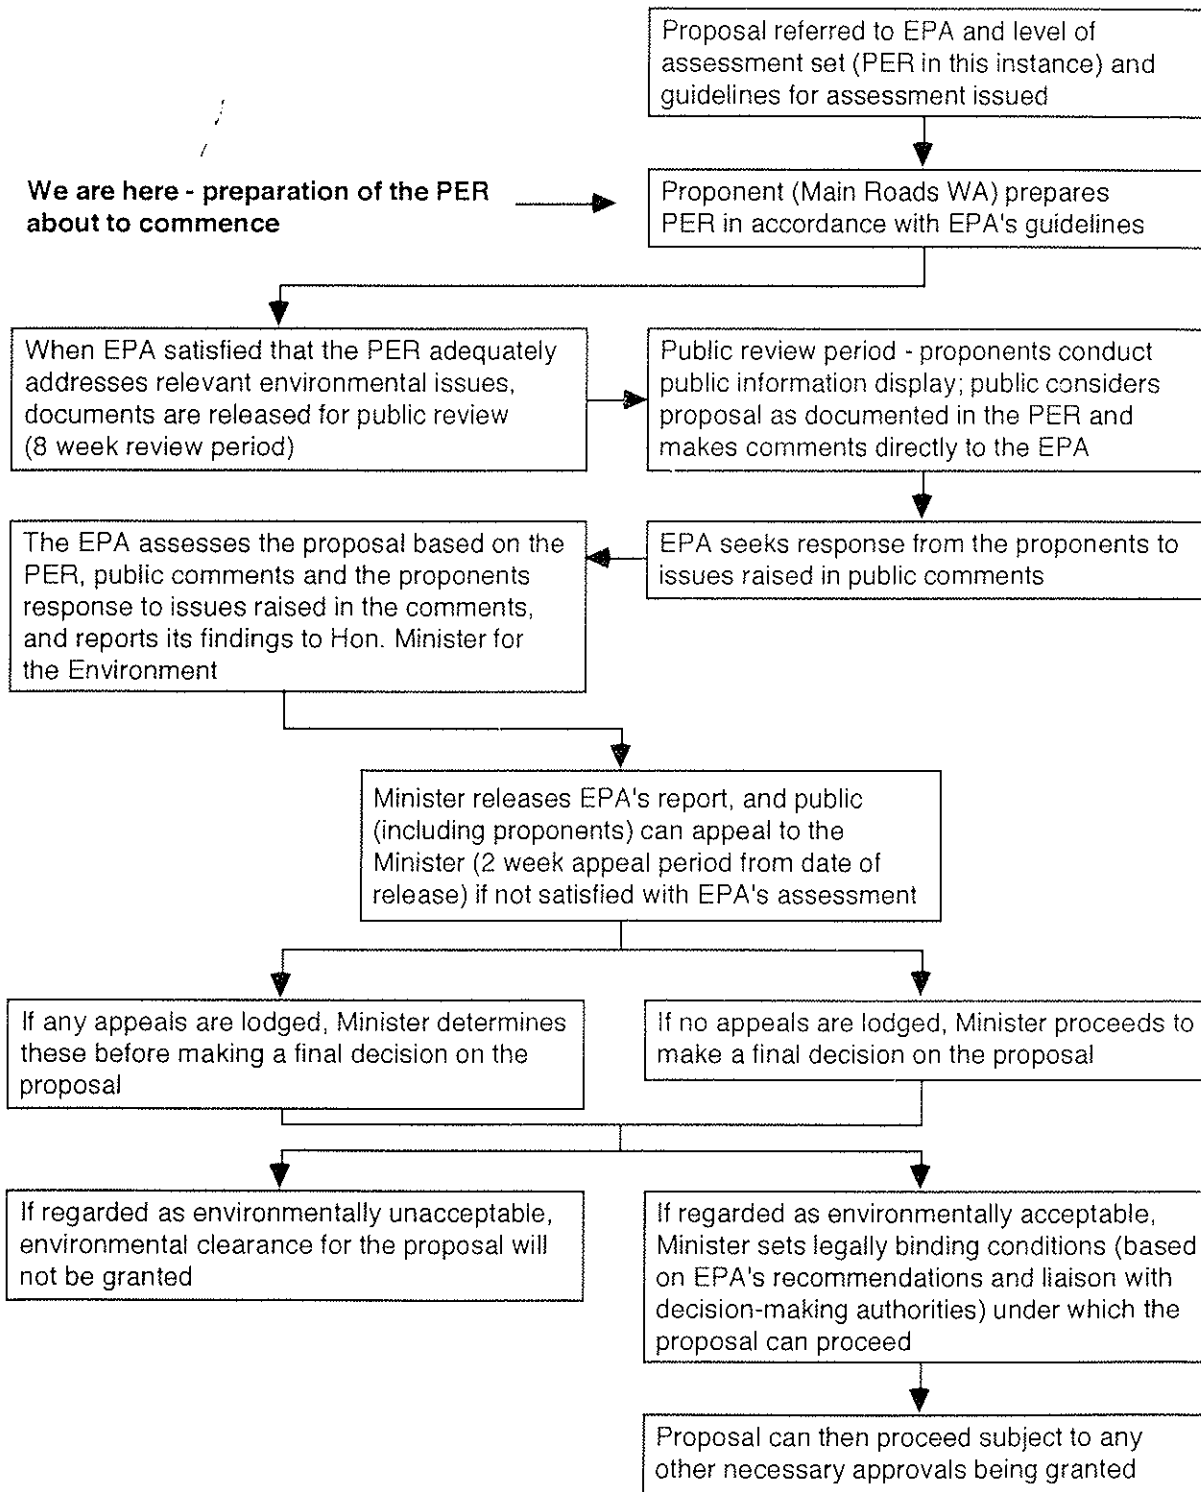 Proposal referred to EPA and level of
assessment set (PER in this instance) and
guidelines for assessment issued
We are here - preparation of the PER
about to commence
Proponent (Main Roads WA) prepares
PER in accordance with EPA's guidelines
When EPA satisfied that the PER adequately
addresses relevant environmental issues,
documents are released for public review
(8 week review period)
Public review period - proponents conduct
public information display; public considers
proposal as documented in the PER and
makes comments directly to the EPA
EPA seeks response from the proponents to
issues raised in public comments
The EPA assesses the proposal based on the
PER, public comments and the proponents
response to issues raised in the comments,
and reports its findings to Hon. Minister for
the Environment
Minister releases EPA's report, and public
(including proponents) can appeal to the
Minister (2 week appeal period from date of
release) if not satisfied with EPA's assessment
If any appeals are lodged, Minister determines
these before making a final decision on the
proposal
If no appeals are lodged, Minister proceeds to
make a final decision on the proposal
If regarded as environmentally unacceptable,
environmental clearance for the proposal will
not be granted
If regarded as environmentally acceptable,
Minister sets legally binding conditions (based
on EPA's recommendations and liaison with
decision-making authorities) under which the
proposal can proceed
Proposal can then proceed subject to any
other necessary approvals being granted